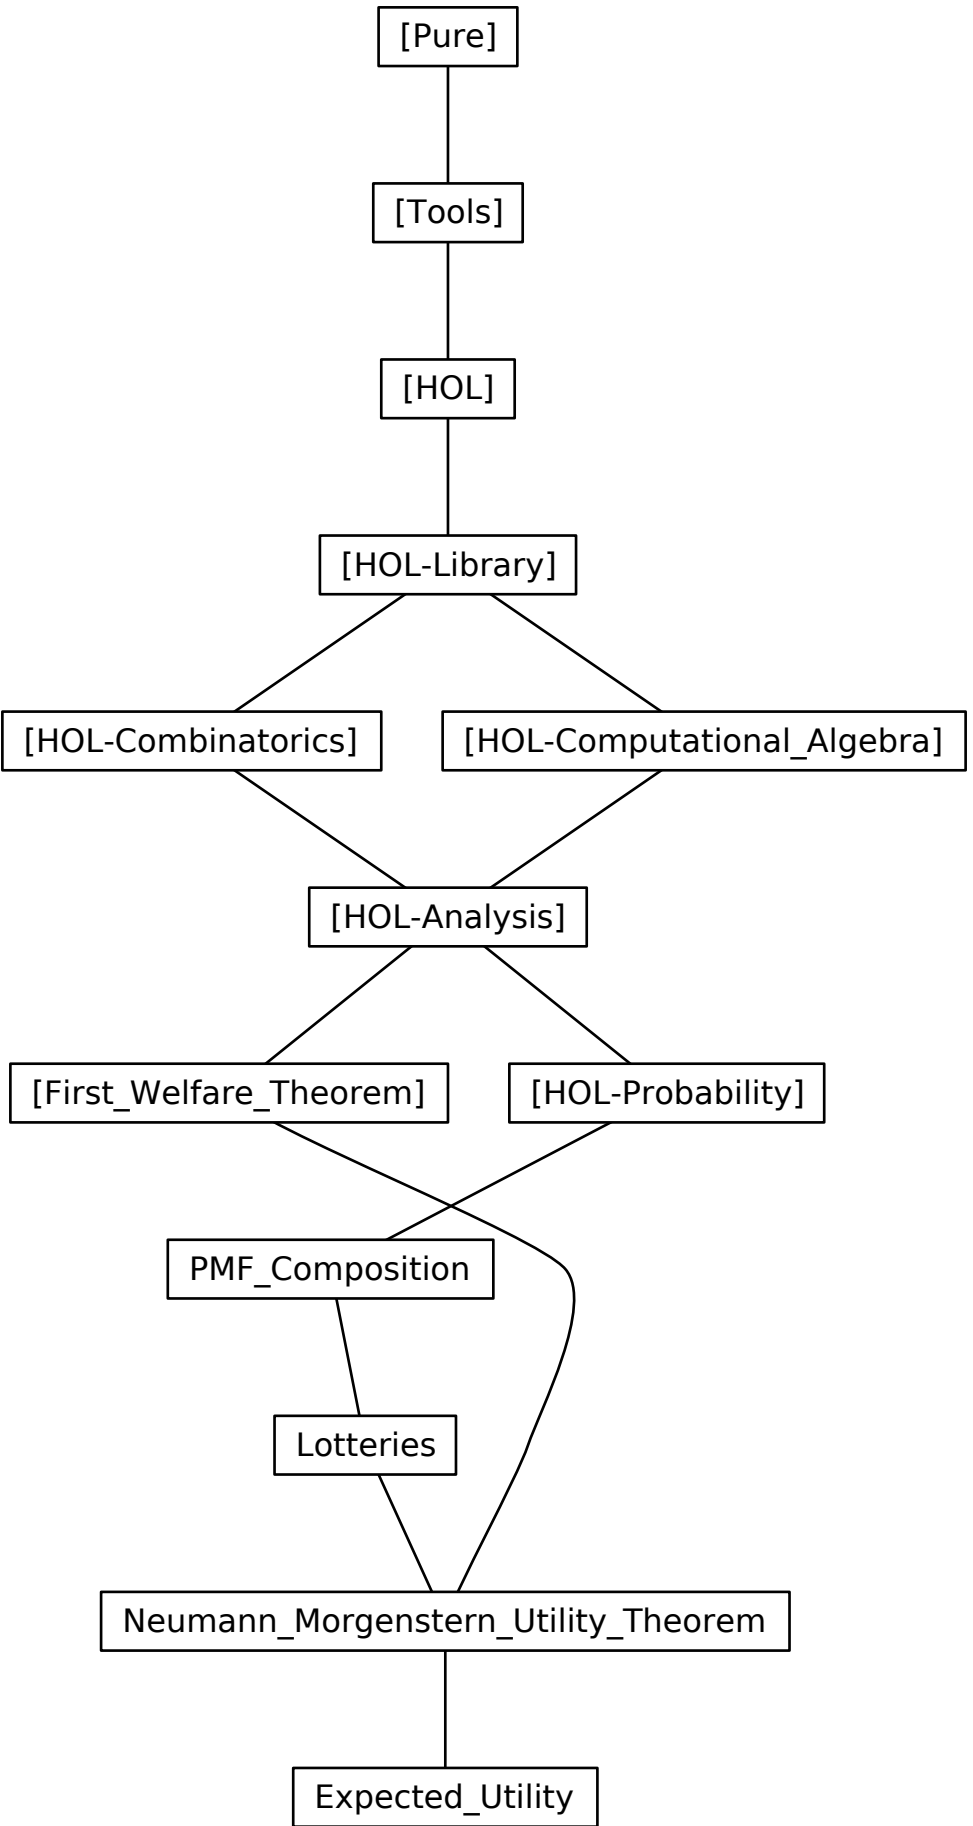 [Pure]
[Tools]
[HOL]
[HOL-Library]
[HOL-Combinatorics]
[HOL-Computational_Algebra]
[HOL-Analysis]
[First_Welfare_Theorem]
[HOL-Probability]
PMF_Composition
Lotteries
Neumann_Morgenstern_Utility_Theorem
Expected_Utility